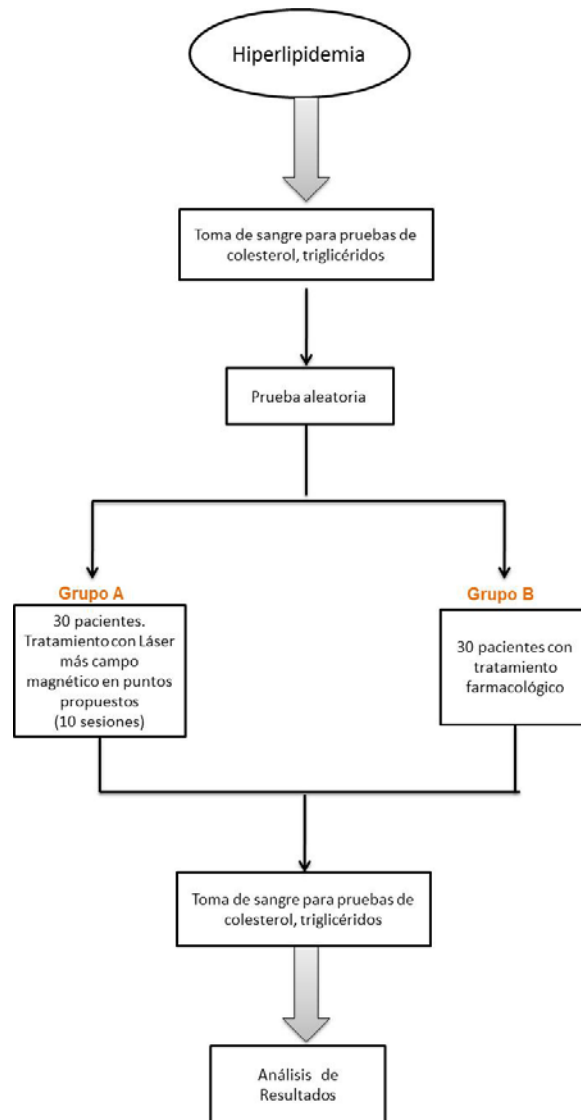 Hiperlipidemia
Toma de sangre para pruebas de
colesterol, triglicéridos
Prueba aleatoria
Grupo A
30 pacientes.
Tratamiento con Láser
más campo
magnético en puntos
propuestos
(10 sesiones)
Grupo B
30 pacientes con
tratamiento
farmacológico
Toma de sangre para pruebas de
colesterol, triglicéridos
Análisis de
Resultados